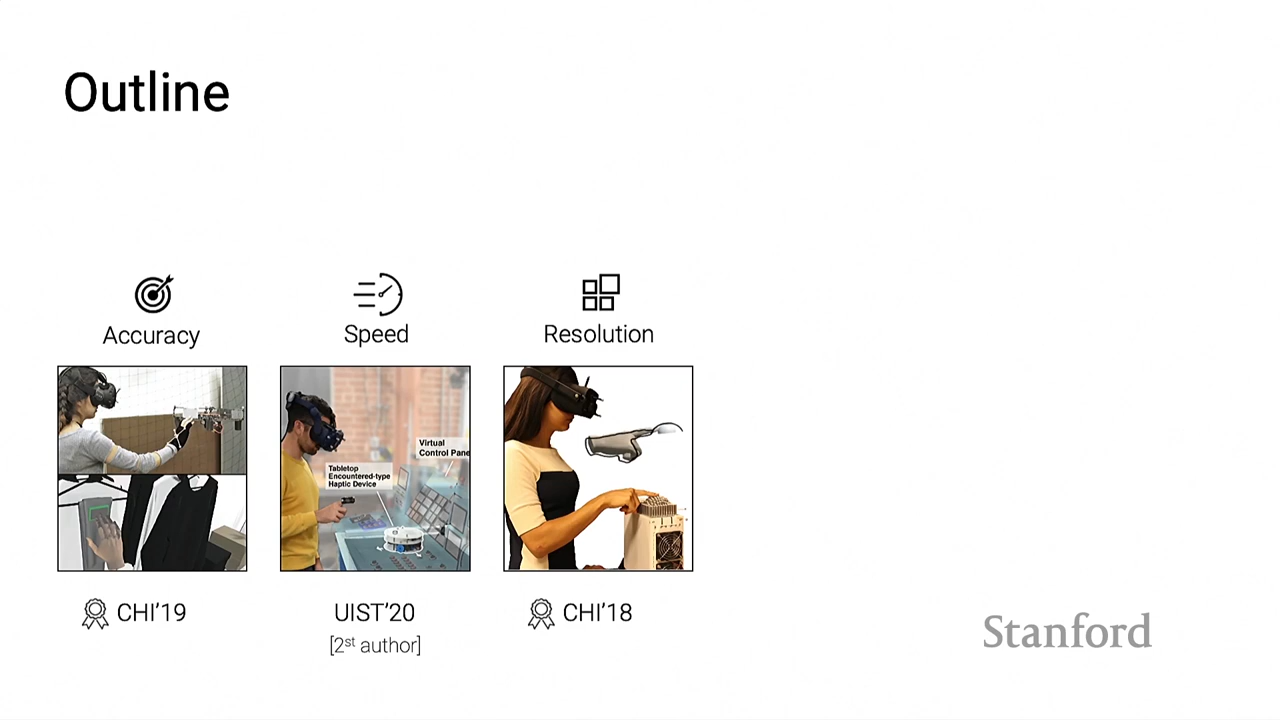 Outline
Accuracy
Speed
Resolution
Virtual
Control Pane
Tabletop
Encountered-type
Haptic Device
CHI'19
UIST'20
[2st author]
CHI'18
Stanford